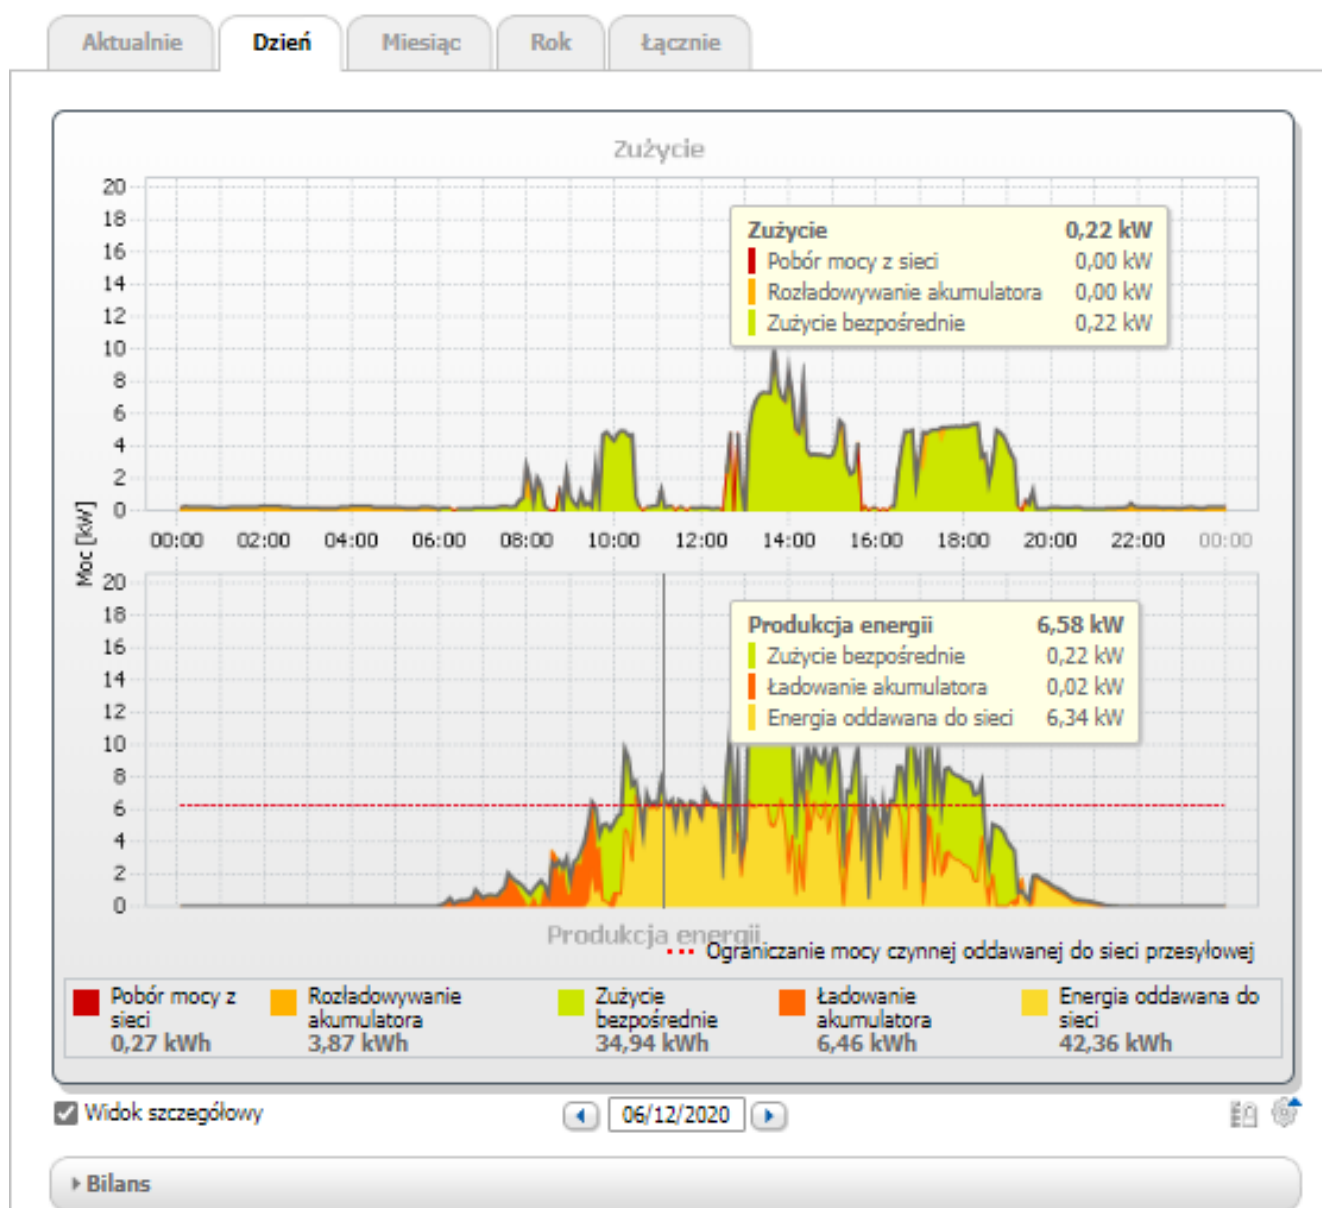 Aktualnie Dzień Miesiąc Rok Łącznie
Zużycie
20
18
16
14
12
10
8
6
4
2
0
Zużycie 0,22 kW
Pobór mocy z sieci 0,00 kW
Rozładowywanie akumulatora 0,00 kW
Zużycie bezpośrednie 0,22 kW
Moc [kW]
00:00 02:00 04:00 06:00 08:00 10:00 12:00 14:00 16:00 18:00 20:00 22:00 00:00
20
18
16
14
12
10
8
6
4
2
0
Produkcja energii 6,58 kW
Zużycie bezpośrednie 0,22 kW
Ładowanie akumulatora 0,02 kW
Energia oddawana do sieci 6,34 kW
Produkcja energii
Ograniczanie mocy czynnej oddawanej do sieci przesyłowej
Pobór mocy z
sieci
0,27 kWh
Rozładowywanie
akumulatora
3,87 kWh
Zużycie
bezpośrednie
34,94 kWh
Ładowanie
akumulatora
6,46 kWh
Energia oddawana do
sieci
42,36 kWh
Widok szczegółowy
06/12/2020
Bilans